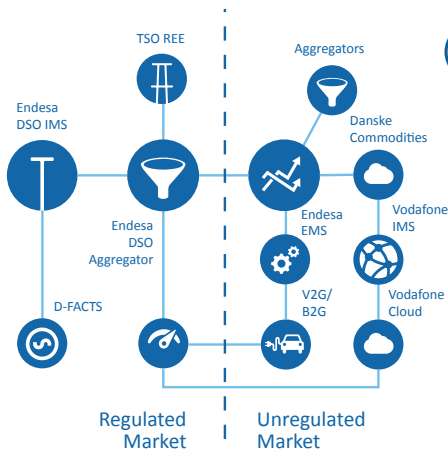 TSO REE
Aggregators
Endesa
DSO IMS
Danske
Commodities
Endesa
DSO
Aggregator
Endesa
EMS
Vodafone
IMS
D-FACTS
V2G/
B2G
Vodafone
Cloud
Regulated
Market
Unregulated
Market